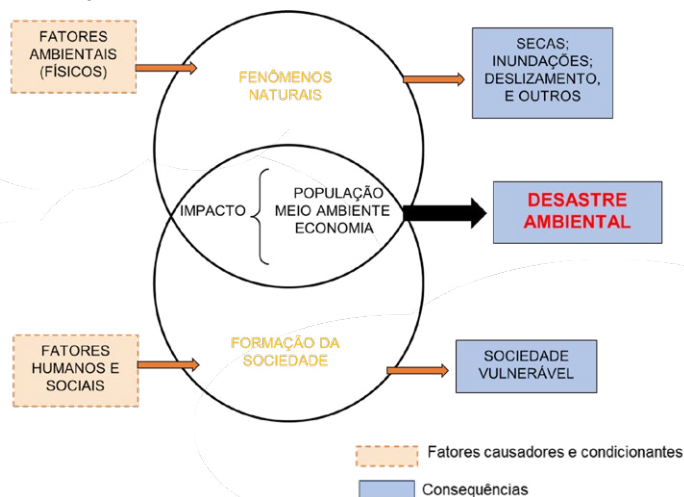 FATORES
AMBIENTAIS
(FÍSICOS)
FENÔMENOS
NATURAIS
SECAS;
INUNDAÇÕES;
DESLIZAMENTO,
E OUTROS
IMPACTO
POPULAÇÃO
MEIO AMBIENTE
ECONOMIA
DESASTRE
AMBIENTAL
FATORES
HUMANOS E
SOCIAIS
FORMAÇÃO DA
SOCIEDADE
SOCIEDADE
VULNERÁVEL
Fatores causadores e condicionantes
Consequências